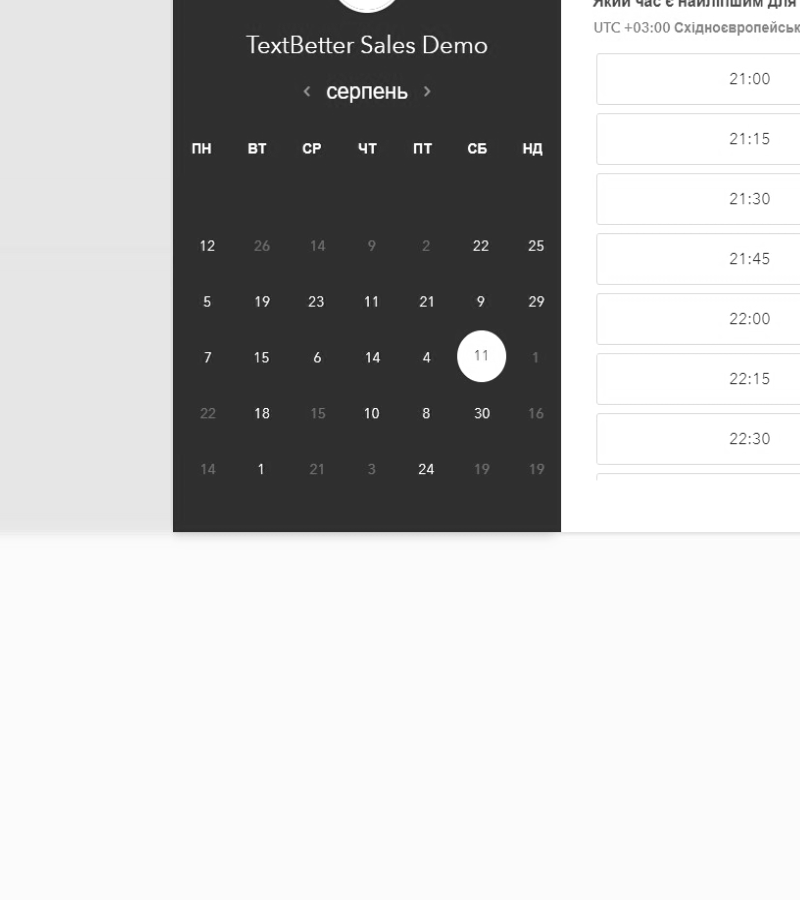 TextBetter Sales Demo
‹ серпень ›
ПН ВТ СР ЧТ ПТ СБ НД
12 26 14 9 2 22 25
5 19 23 11 21 9 29
7 15 6 14 4 11 1
22 18 15 10 8 30 16
14 1 21 3 24 19 19
Який час є найліпшим для
UTC +03:00
21:00
21:15
21:30
21:45
22:00
22:15
22:30